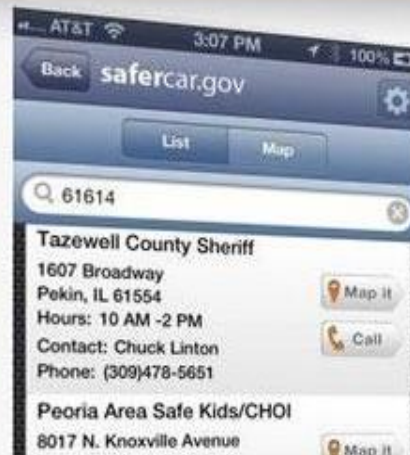 AT&T 3:07 PM 100%
Back safercar.gov
List Map
61614
Tazewell County Sheriff
1607 Broadway
Pekin, IL 61554 Map it
Hours: 10 AM -2 PM
Contact: Chuck Linton Call
Phone: (309)478-5651
Peoria Area Safe Kids/CHOI
8017 N. Knoxville Avenue Map it